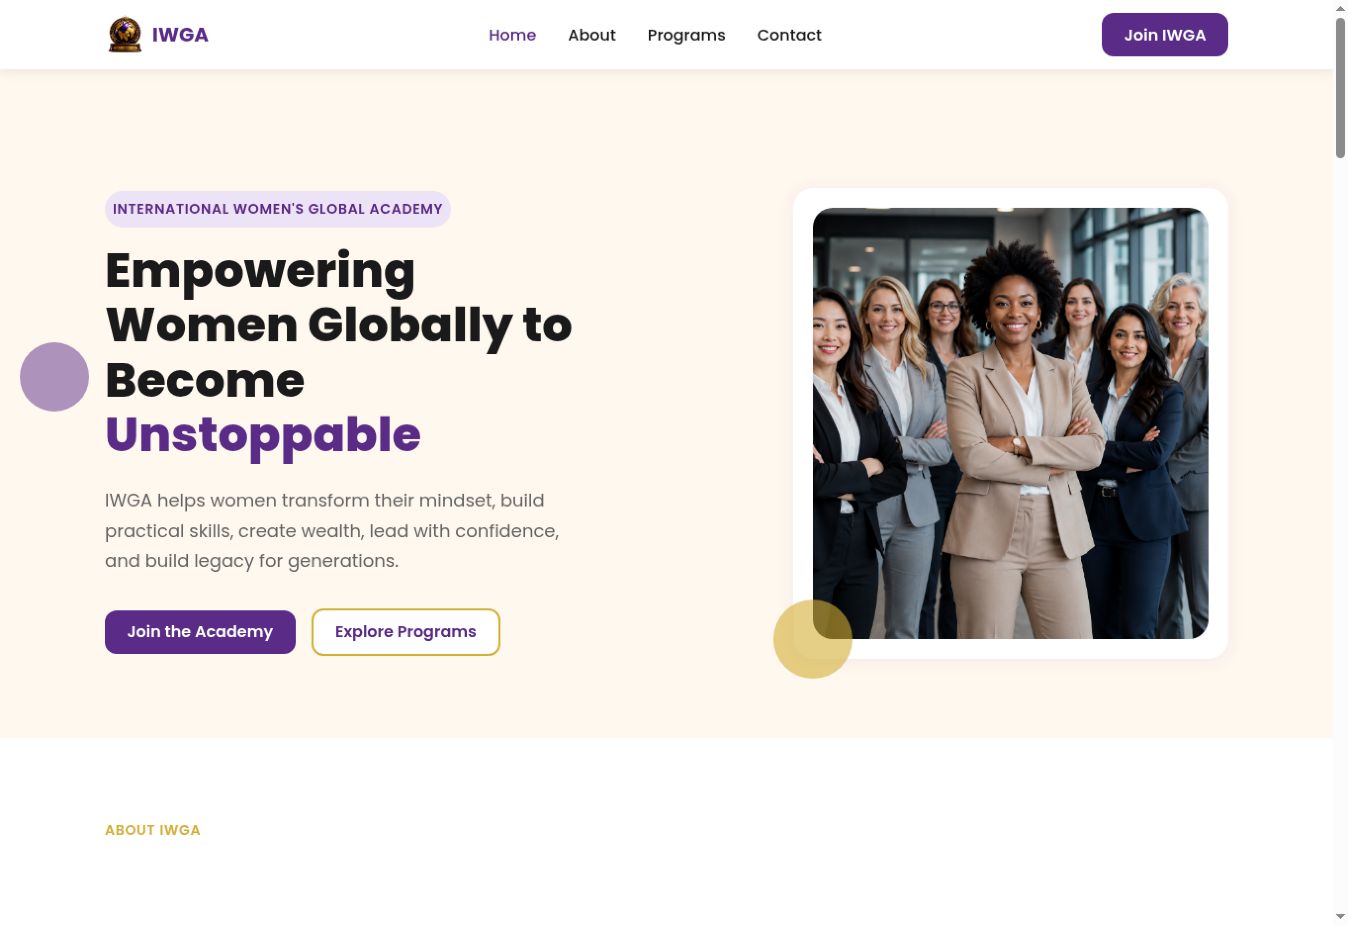 IWGA
Home
About
Programs
Contact
Join IWGA
INTERNATIONAL WOMEN'S GLOBAL ACADEMY
Empowering
Women Globally to
Become
Unstoppable
IWGA helps women transform their mindset, build
practical skills, create wealth, lead with confidence,
and build legacy for generations.
Join the Academy
Explore Programs
ABOUT IWGA